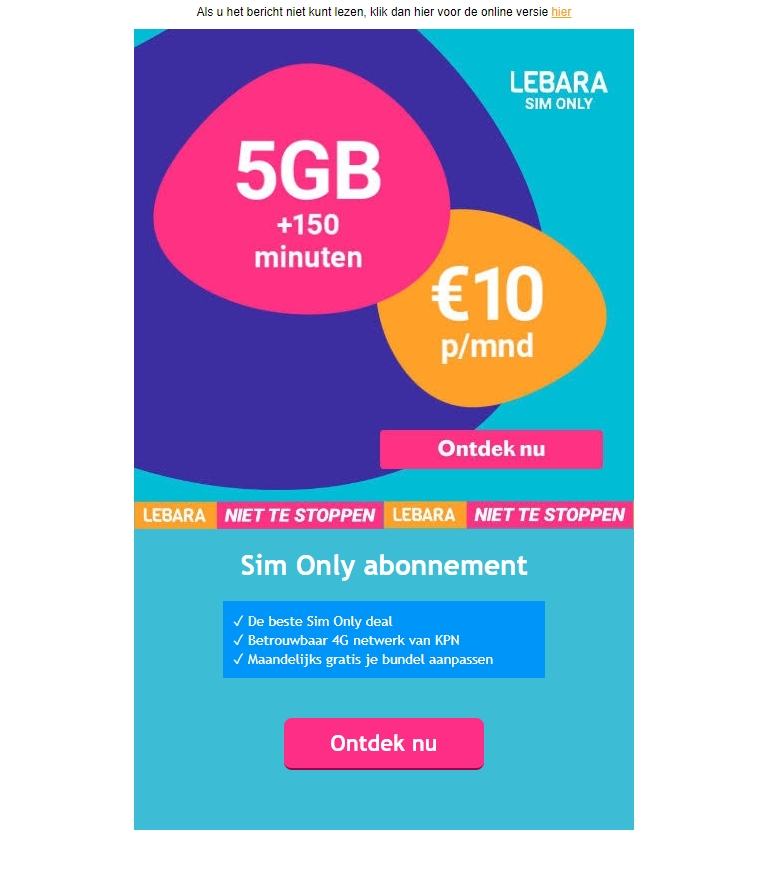 Als u het bericht niet kunt lezen, klik dan hier voor de online versie hier
LEBARA
SIM ONLY
5GB
+150
minuten
€10
p/mnd
Ontdek nu
LEBARA NIET TE STOPPEN LEBARA NIET TE STOPPEN
Sim Only abonnement
✓ De beste Sim Only deal
✓ Betrouwbaar 4G netwerk van KPN
✓ Maandelijks gratis je bundel aanpassen
Ontdek nu